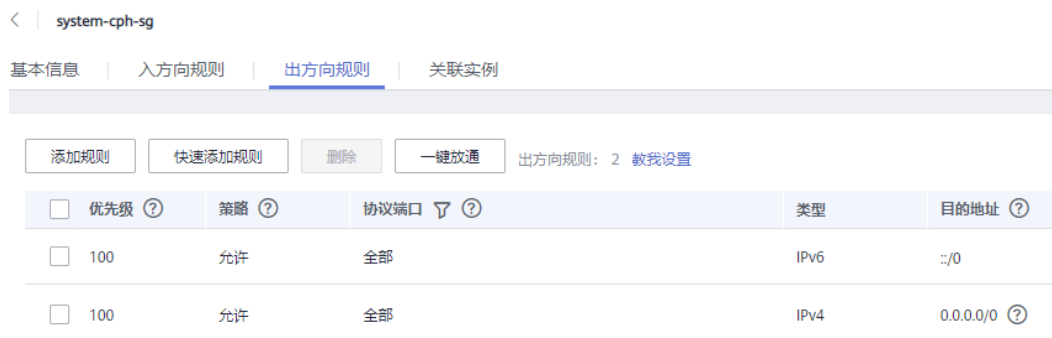 system-cph-sg
基本信息 入方向规则 出方向规则 关联实例
添加规则 快速添加规则 删除 一键放通 出方向规则: 2 教我设置
优先级 策略 协议端口 类型 目的地址
100 允许 全部 IPv6 ::/0
100 允许 全部 IPv4 0.0.0.0/0